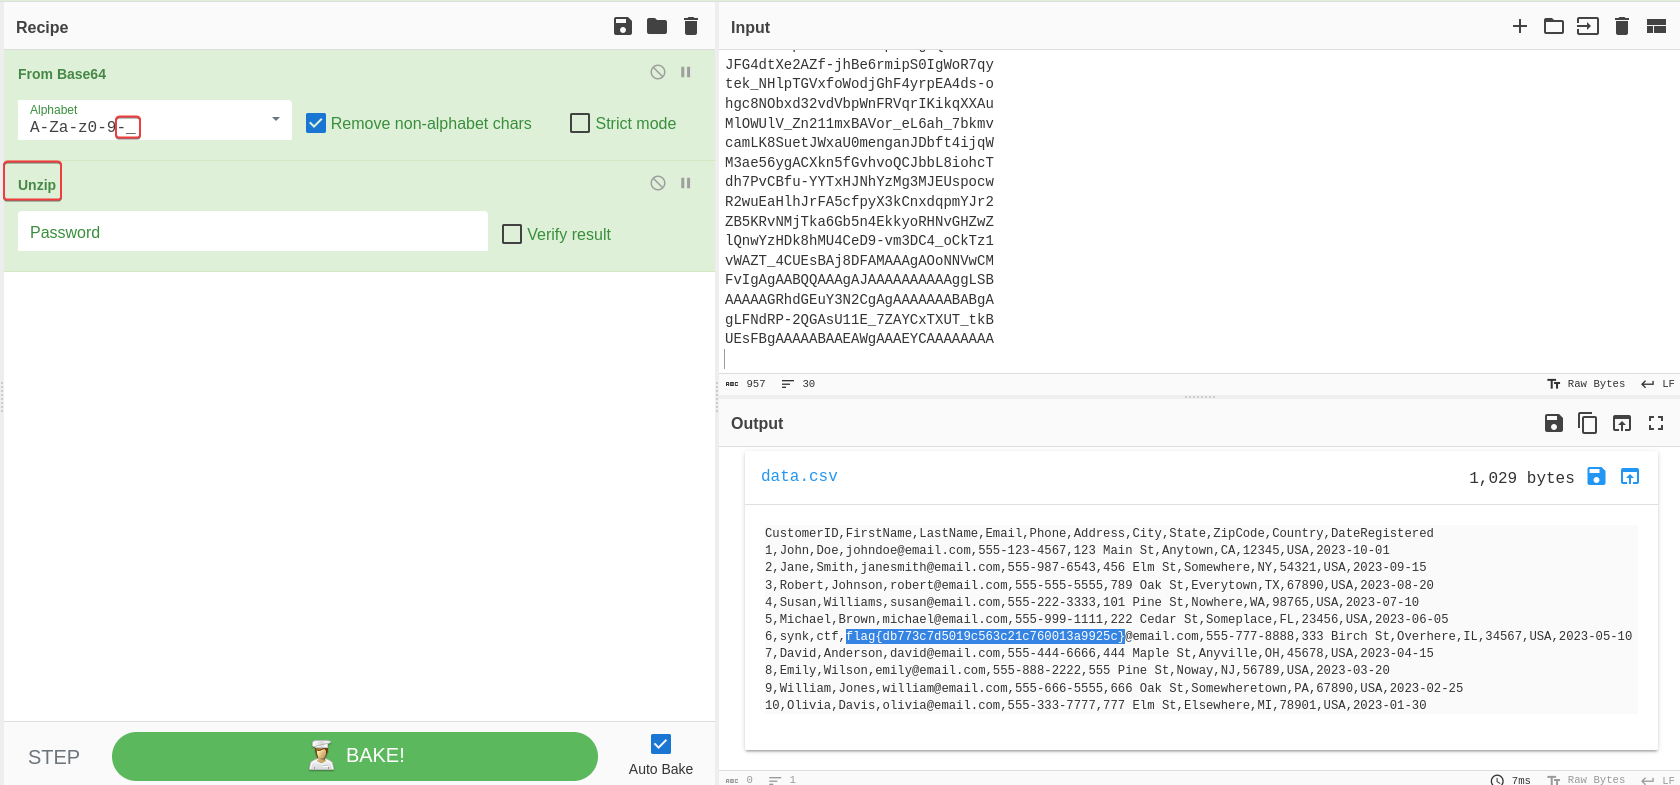 Recipe
From Base64
Alphabet
A-Za-z0-9-_
Remove non-alphabet chars
Strict mode
Unzip
Password
Verify result
STEP
BAKE!
Auto Bake
Input
JFG4dtXe2AZf-jhBe6rmipS0IgWoR7qy
tek_NHlpTGVxfoWodjGhF4yrpEA4ds-o
hgc8NObxd32vdVbpWnFRVqrIKikqXXAu
MlOWUlV_Zn211mxBAVor_eL6ah_7bkmv
camLK8SuetJWxaU0menganJDbft4ijqW
M3ae56ygACXkn5fGvhvoQCJbbL8iohcT
dh7PvCBfu-YYTxHJNhYzMg3MJEUspocw
R2wuEaHlhJrFA5cfpyX3kCnxdqpmYJr2
ZB5KRvNMjTka6Gb5n4EkkyoRHNvGHZwZ
lQnwYzHDk8hMU4CeD9-vm3DC4_oCkTz1
vWAZT_4CUEsBAj8DFAMAAAgAOoNNVwCM
FvIgAgAABQQAAAgAJAAAAAAAAAAggLSB
AAAAAGRhdGEuY3N2CgAgAAAAAAABABgA
gLFNdRP-2QGAsU11E_7ZAYCxTXUT_tkB
UEsFBgAAAAABAAEAWgAAAEYCAAAAAAAA
ABC 957 30 Raw Bytes LF
Output
data.csv 1,029 bytes
CustomerID,FirstName,LastName,Email,Phone,Address,City,State,ZipCode,Country,DateRegistered
1,John,Doe,johndoe@email.com,555-123-4567,123 Main St,Anytown,CA,12345,USA,2023-10-01
2,Jane,Smith,janesmith@email.com,555-987-6543,456 Elm St,Somewhere,NY,54321,USA,2023-09-15
3,Robert,Johnson,robert@email.com,555-555-5555,789 Oak St,Everytown,TX,67890,USA,2023-08-20
4,Susan,Williams,susan@email.com,555-222-3333,101 Pine St,Nowhere,WA,98765,USA,2023-07-10
5,Michael,Brown,michael@email.com,555-999-1111,222 Cedar St,Someplace,FL,23456,USA,2023-06-05
6,synk,ctf,flag{db773c7d5019c563c21c760013a9925c}@email.com,555-777-8888,333 Birch St,Overhere,IL,34567,USA,2023-05-10
7,David,Anderson,david@email.com,555-444-6666,444 Maple St,Anyville,OH,45678,USA,2023-04-15
8,Emily,Wilson,emily@email.com,555-888-2222,555 Pine St,Noway,NJ,56789,USA,2023-03-20
9,William,Jones,william@email.com,555-666-5555,666 Oak St,Somewheretown,PA,67890,USA,2023-02-25
10,Olivia,Davis,olivia@email.com,555-333-7777,777 Elm St,Elsewhere,MI,78901,USA,2023-01-30
ABC 0 1 7ms Raw Bytes LF